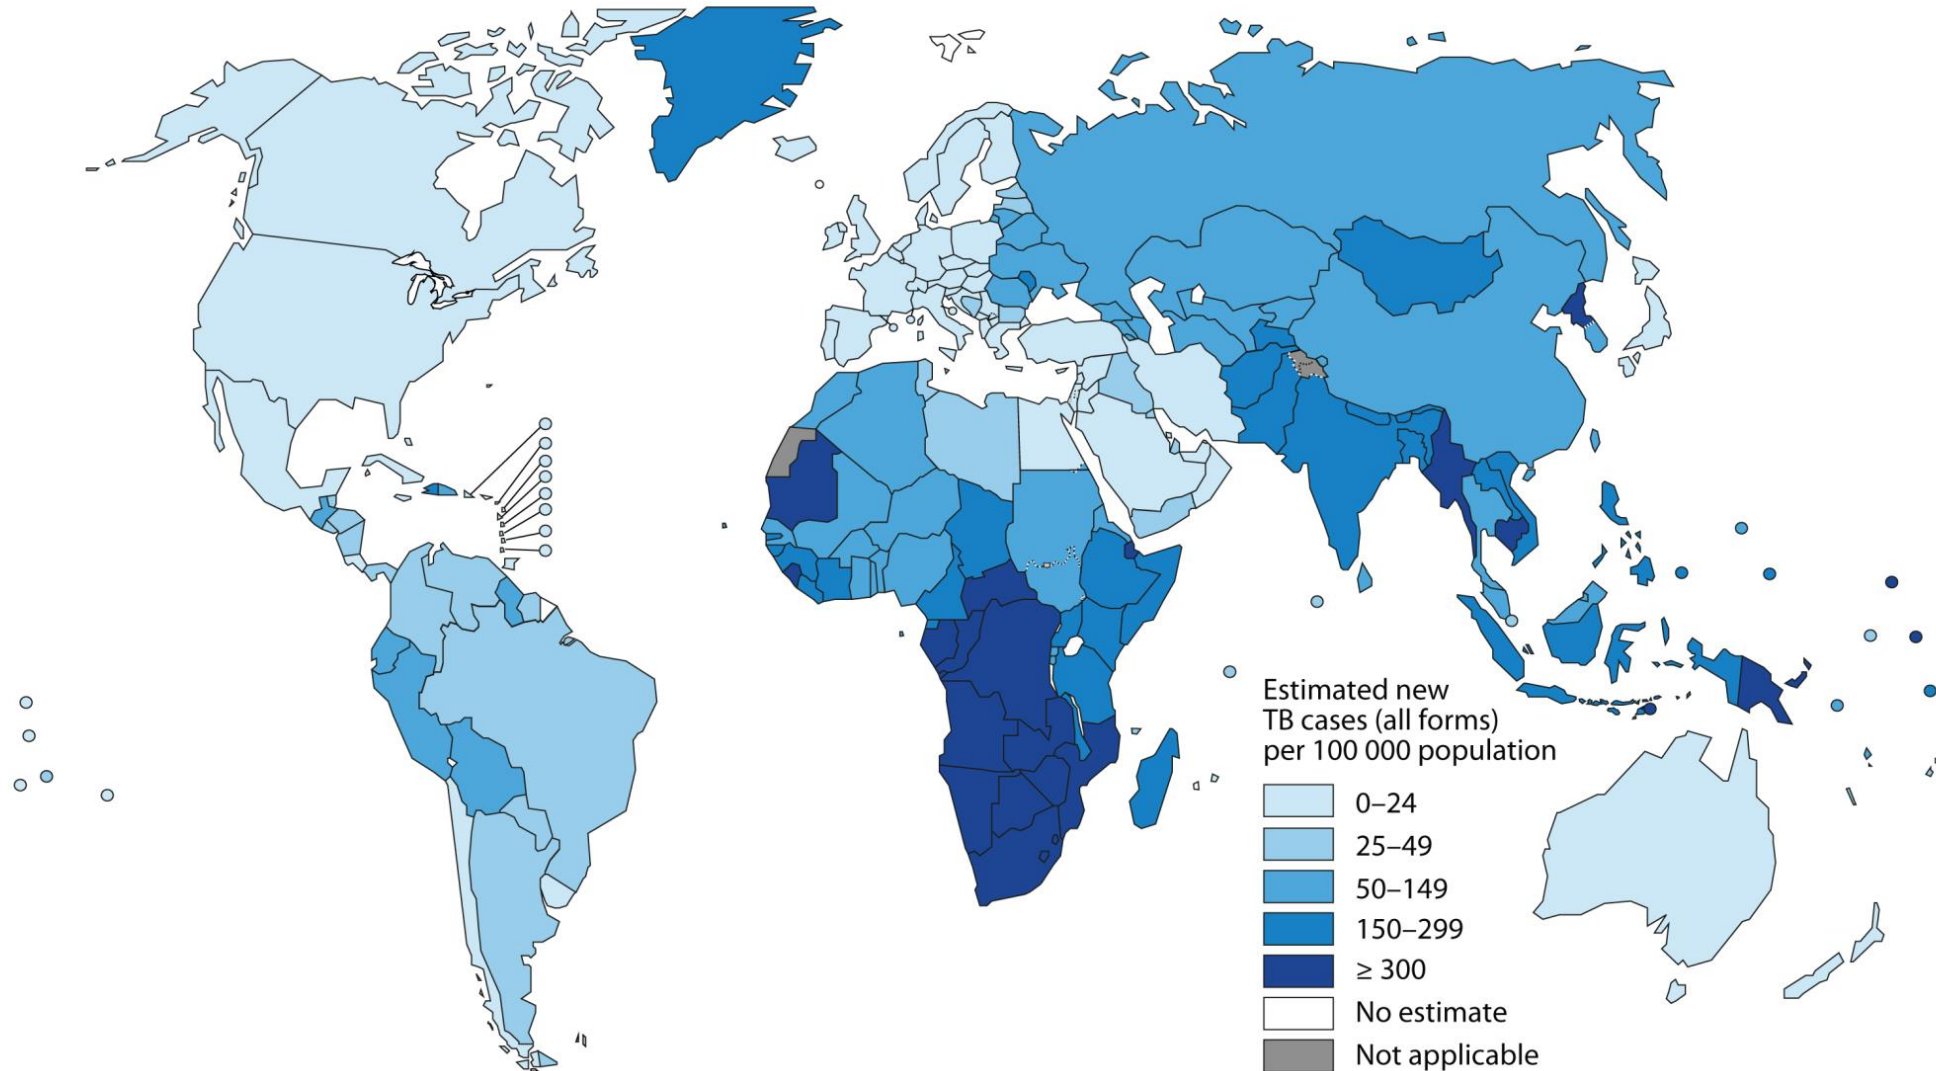 Estimated new
TB cases (all forms)
per 100 000 population
0–24
25–49
50–149
150–299
≥ 300
No estimate
Not applicable